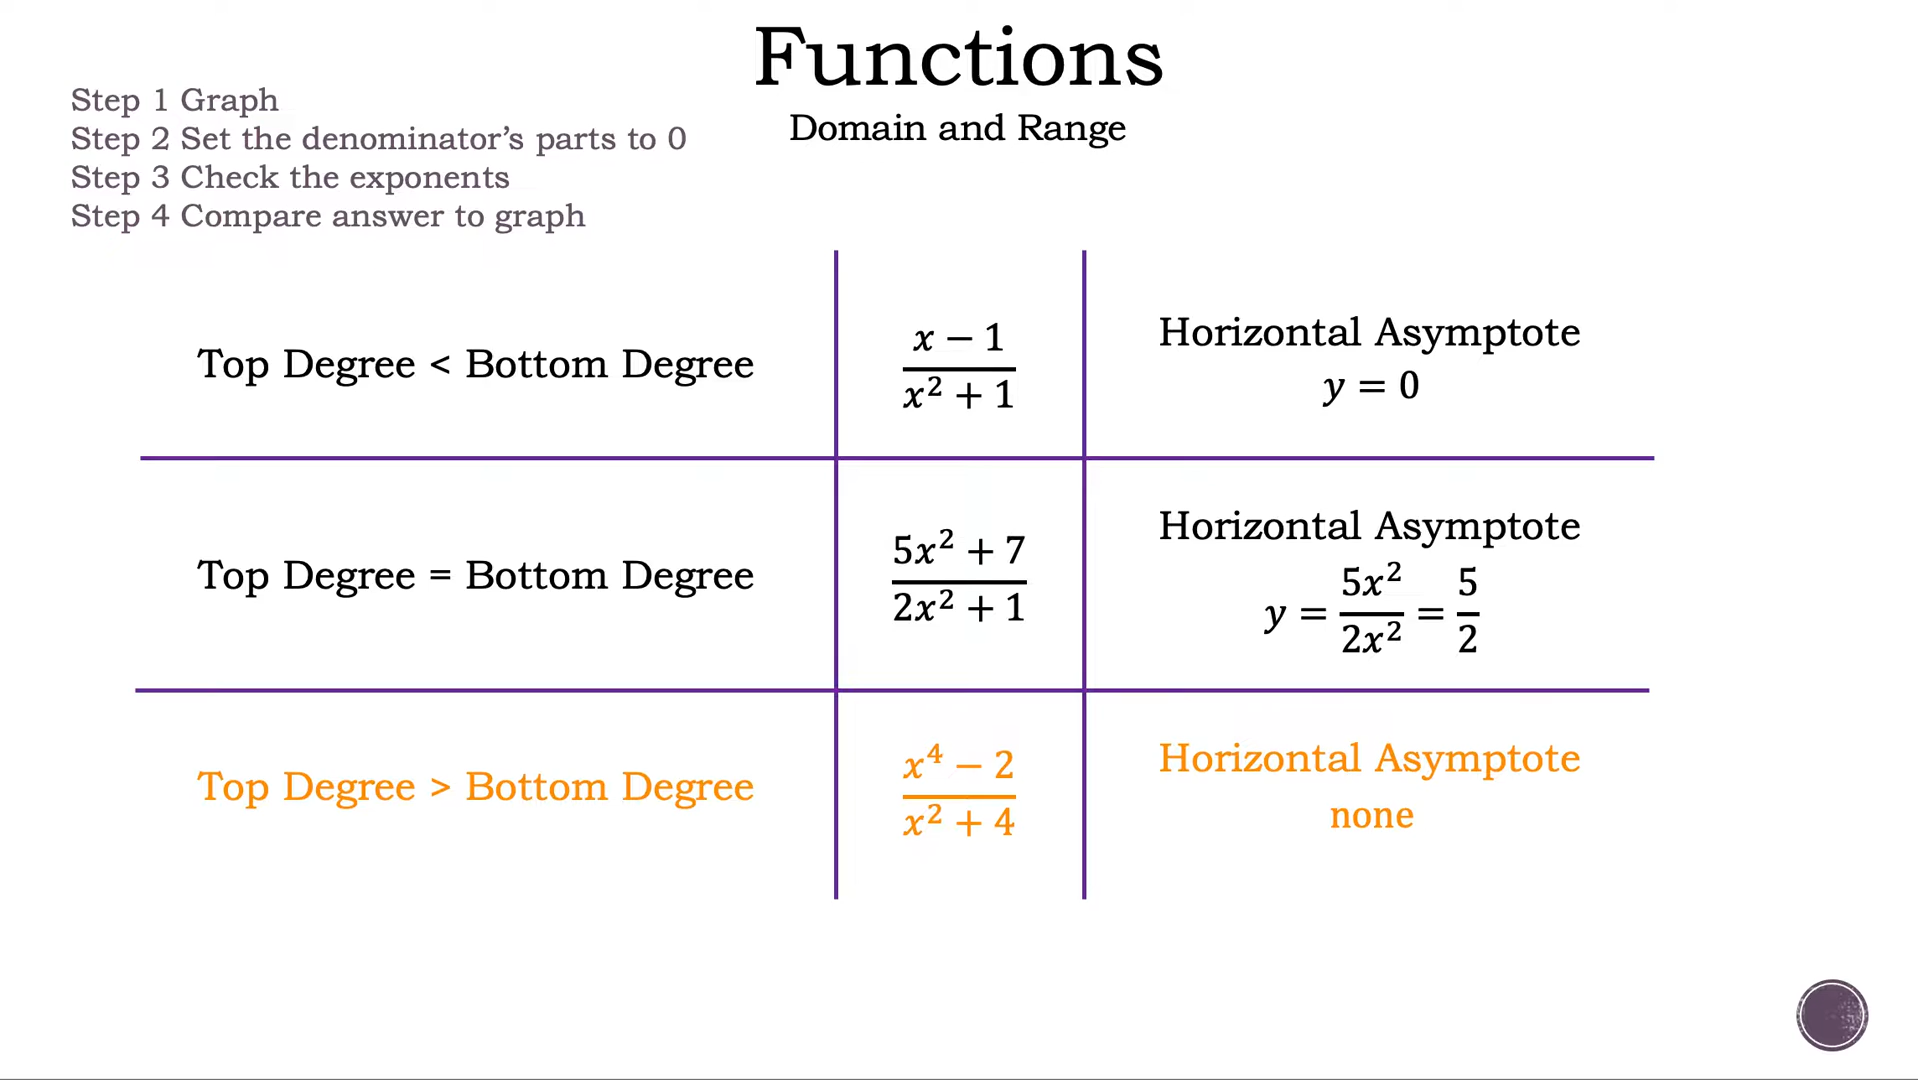 Functions
Domain and Range
Step 1 Graph
Step 2 Set the denominator’s parts to 0
Step 3 Check the exponents
Step 4 Compare answer to graph
Top Degree < Bottom Degree
x − 1
x² + 1
Horizontal Asymptote
y = 0
Top Degree = Bottom Degree
5x² + 7
2x² + 1
Horizontal Asymptote
y = 5x²/2x² = 5/2
Top Degree > Bottom Degree
x⁴ − 2
x² + 4
Horizontal Asymptote
none